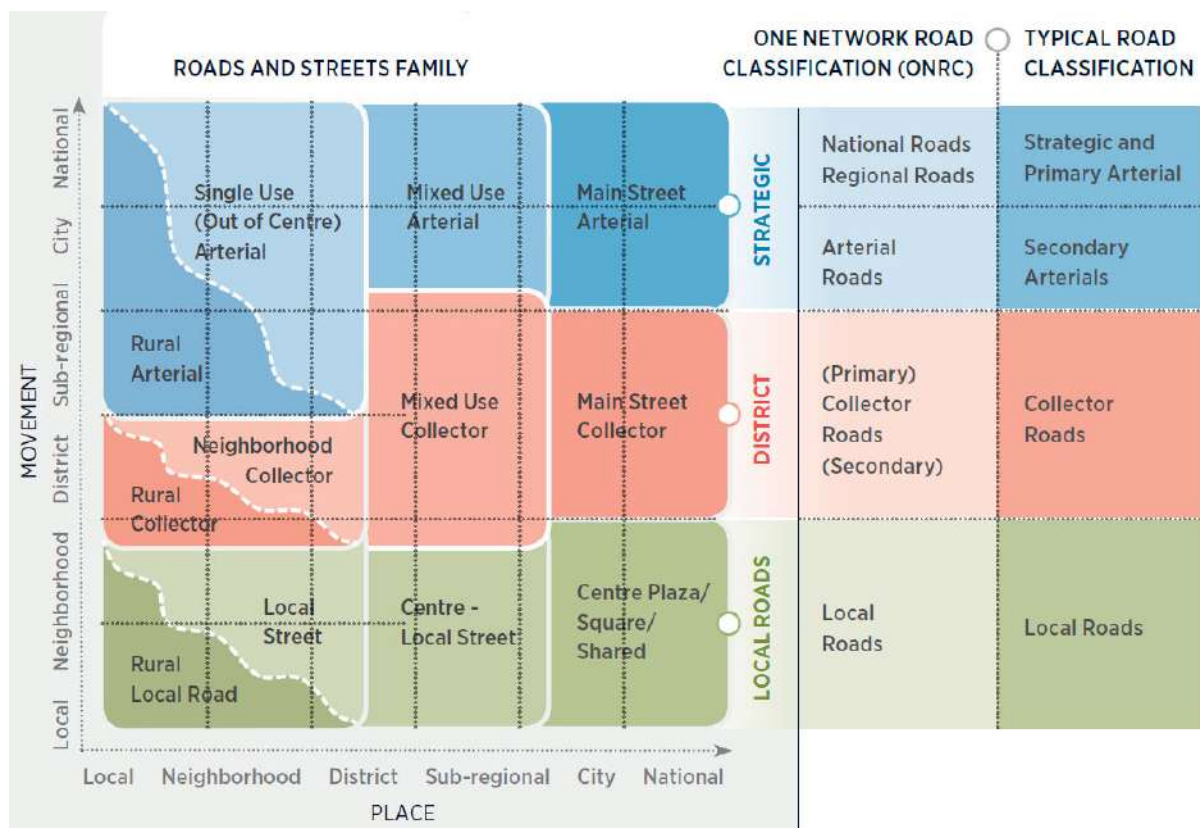 ROADS AND STREETS FAMILY
ONE NETWORK ROAD
CLASSIFICATION (ONRC)
TYPICAL ROAD
CLASSIFICATION
MOVEMENT
National
City
Sub-regional
District
Neighborhood
Local
Single Use
(Out of Centre)
Arterial
Mixed Use
Arterial
Main Street
Arterial
STRATEGIC
National Roads
Regional Roads
Strategic and
Primary Arterial
Arterial
Roads
Secondary
Arterials
Rural
Arterial
Neighborhood
Collector
Rural
Collector
Mixed Use
Collector
Main Street
Collector
DISTRICT
(Primary)
Collector
Roads
(Secondary)
Collector
Roads
Local
Street
Rural
Local Road
Centre -
Local Street
Centre Plaza/
Square/
Shared
LOCAL ROADS
Local
Roads
Local Roads
Local
Neighborhood
District
Sub-regional
City
National
PLACE